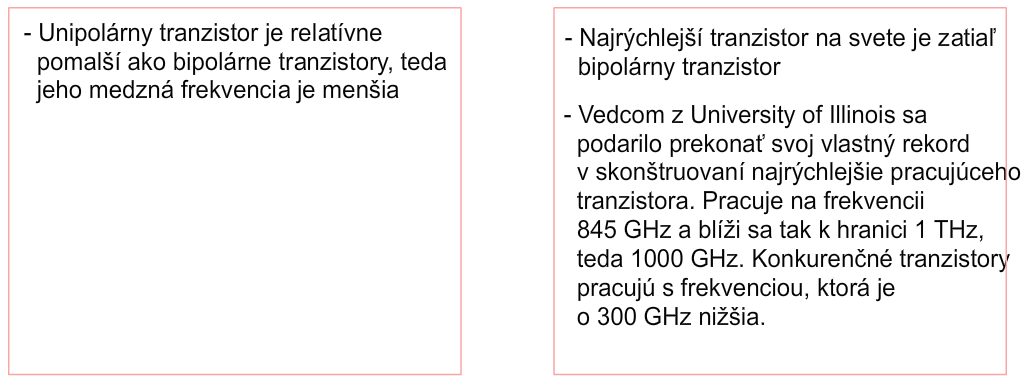 - Unipolárny tranzistor je relatívne
pomalší ako bipolárne tranzistory, teda
jeho medzná frekvencia je menšia
- Najrýchlejší tranzistor na svete je zatiaľ
bipolárny tranzistor
- Vedcom z University of Illinois sa
podarilo prekonať svoj vlastný rekord
v skonštruovaní najrýchlejšie pracujúceho
tranzistora. Pracuje na frekvencii
845 GHz a blíži sa tak k hranici 1 THz,
teda 1000 GHz. Konkurenčné tranzistory
pracujú s frekvenciou, ktorá je
o 300 GHz nižšia.